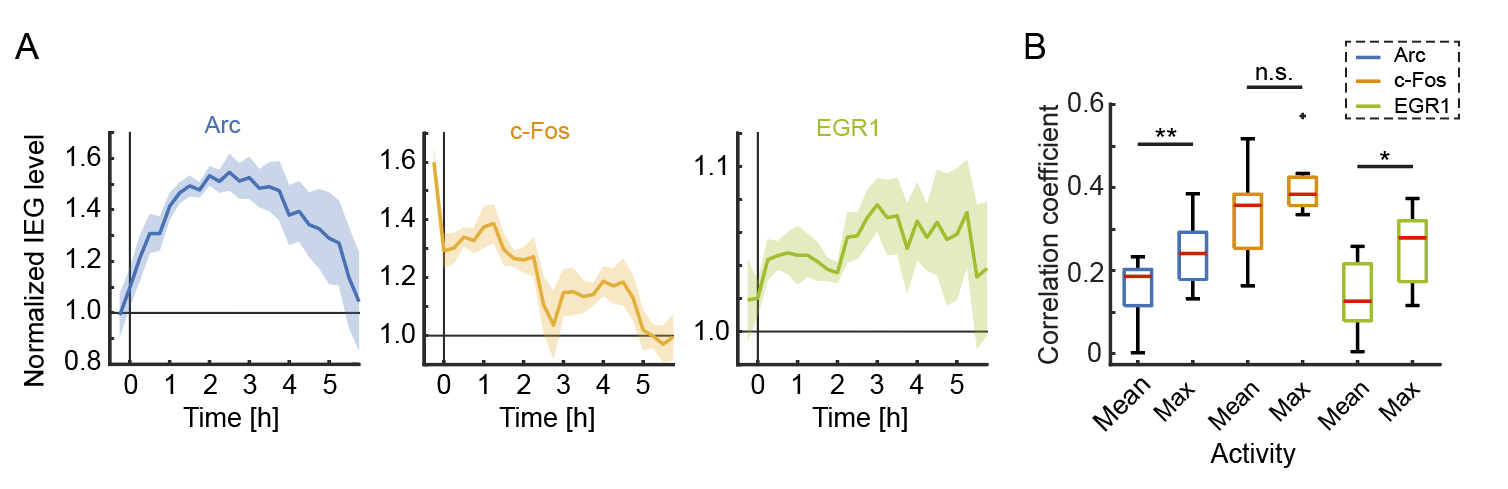 A
Arc
Normalized IEG level
1.6
1.4
1.2
1.0
0.8
0 1 2 3 4 5
Time [h]
c-Fos
1.6
1.4
1.2
1.0
0 1 2 3 4 5
Time [h]
EGR1
1.1
1.0
0 1 2 3 4 5
Time [h]
B
Arc
c-Fos
EGR1
Correlation coefficient
0.6
0.4
0.2
0
**
n.s.
*
Mean Max Mean Max Mean Max
Activity